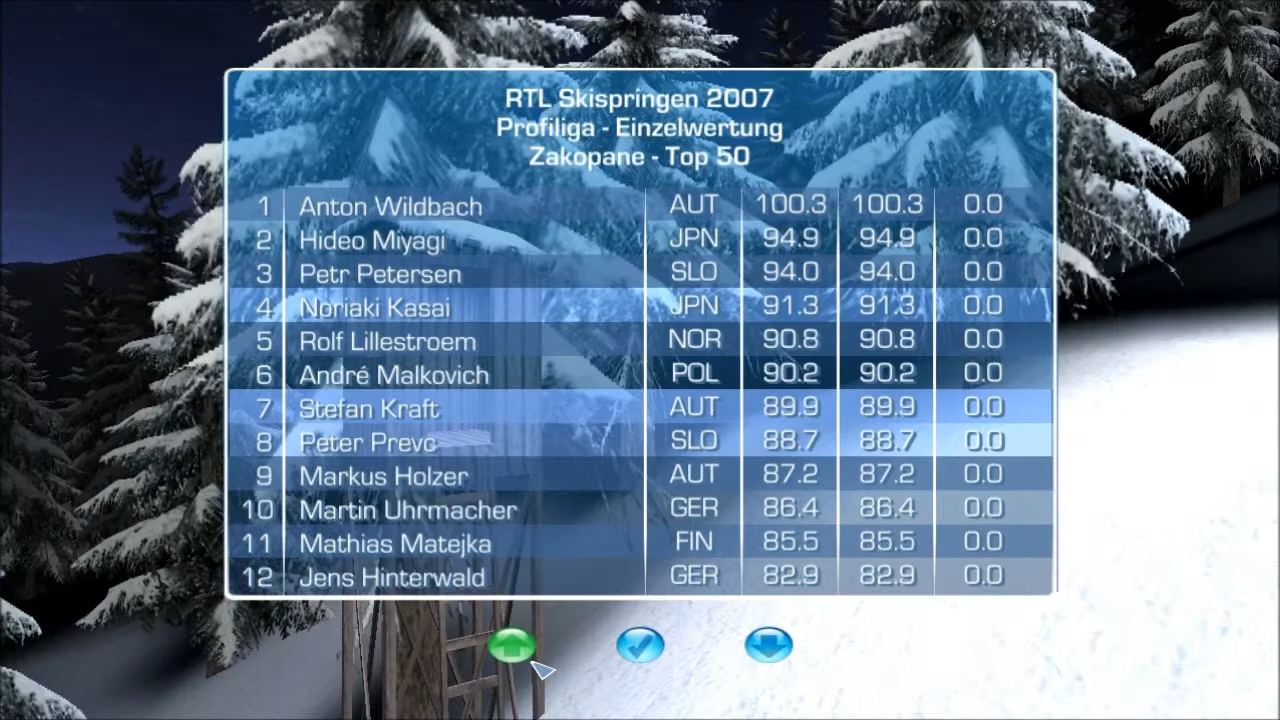 RTL Skispringen 2007
Profiliga - Einzelwertung
Zakopane - Top 50
1 Anton Wildbach AUT 100.3 100.3 0.0
2 Hideo Miyagi JPN 94.9 94.9 0.0
3 Petr Petersen SLO 94.0 94.0 0.0
4 Noriaki Kasai JPN 91.3 91.3 0.0
5 Rolf Lillestroem NOR 90.8 90.8 0.0
6 André Malkovich POL 90.2 90.2 0.0
7 Stefan Kraft AUT 89.9 89.9 0.0
8 Peter Prevc SLO 88.7 88.7 0.0
9 Markus Holzer AUT 87.2 87.2 0.0
10 Martin Uhrmacher GER 86.4 86.4 0.0
11 Mathias Matejka FIN 85.5 85.5 0.0
12 Jens Hinterwald GER 82.9 82.9 0.0